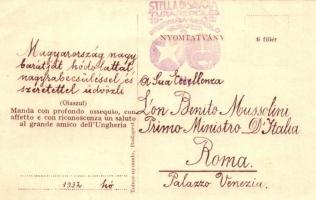 STELLA D'ITALIA
NYOMTATVÁNY
6 fillér
Magyarország nagy
barátját hódolattal
nagyrabecsüléssel és
szeretettel üdvözli
(Olaszul)
Manda con profondo ossequio, con
affetto e con riconoscenza un saluto
al grande amico dell'Ungheria
1932 hó
a Sua Eccellenza
L'on Benito Mussolini
Primo Ministro D'Italia
Roma.
Palazzo Venezia.